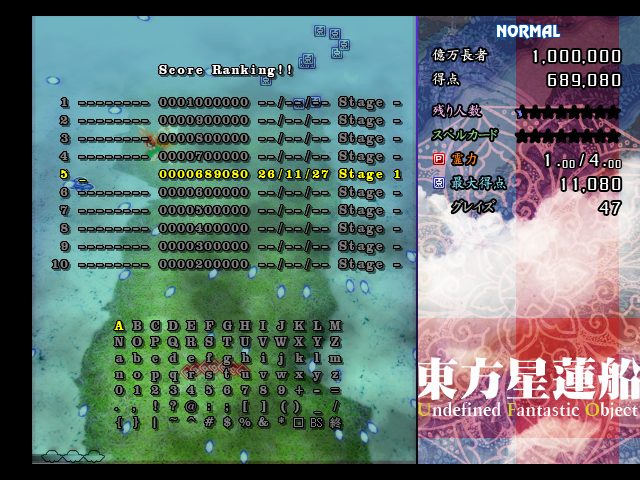 Score Ranking!!
1 -------- 0001000000 --/--/-- Stage -
2 -------- 0000900000 --/--/-- Stage -
3 -------- 0000800000 --/--/-- Stage -
4 -------- 0000700000 --/--/-- Stage -
5 0000689080 26/11/27 Stage 1
6 -------- 0000600000 --/--/-- Stage -
7 -------- 0000500000 --/--/-- Stage -
8 -------- 0000400000 --/--/-- Stage -
9 -------- 0000300000 --/--/-- Stage -
10 -------- 0000200000 --/--/-- Stage -
A B C D E F G H I J K L M
N O P Q R S T U V W X Y Z
a b c d e f g h i j k l m
n o p q r s t u v w x y z
0 1 2 3 4 5 6 7 8 9 + - =
. , ! ? @ : ; [ ] ( ) _ /
{ } | ~ ^ # $ % & * □ BS 終
NORMAL
億万長者 1,000,000
得点 689,080
残り人数
スペルカード
P 霊力 1.00/4.00
最大得点 11,080
グレイズ 47
東方星蓮船
Undefined Fantastic Object